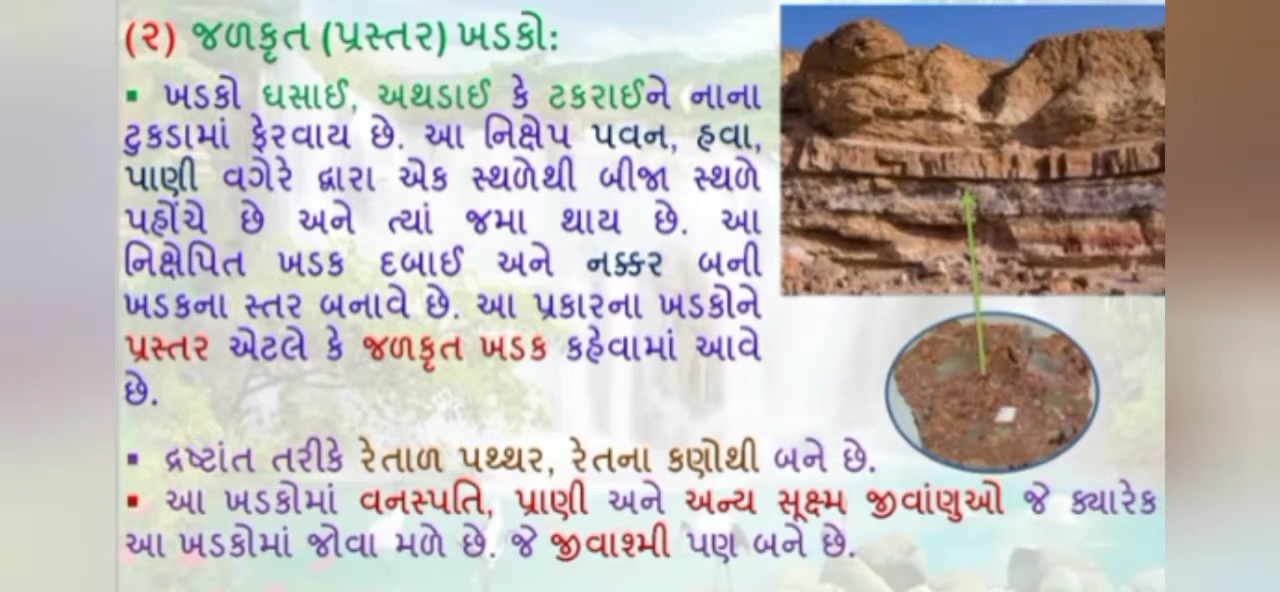 (૨) જળકૃત (પ્રસ્તર) ખડકો:
▪ ખડકો ઘસાઈ, અથડાઈ કે ટકરાઈને નાના
ટુકડામાં ફેરવાય છે. આ નિક્ષેપ પવન, હવા,
પાણી વગેરે દ્વારા એક સ્થળેથી બીજા સ્થળે
પહોંચે છે અને ત્યાં જમા થાય છે. આ
નિક્ષેપિત ખડક દબાઈ અને નક્કર બની
ખડકના સ્તર બનાવે છે. આ પ્રકારના ખડકોને
પ્રસ્તર એટલે કે જળકૃત ખડક કહેવામાં આવે
છે.
▪ દ્રષ્ટાંત તરીકે રેતાળ પથ્થર, રેતના કણોથી બને છે.
▪ આ ખડકોમાં વનસ્પતિ, પ્રાણી અને અન્ય સૂક્ષ્મ જીવાંણુઓ જે ક્યારેક
આ ખડકોમાં જોવા મળે છે. જે જીવાશ્મી પણ બને છે.